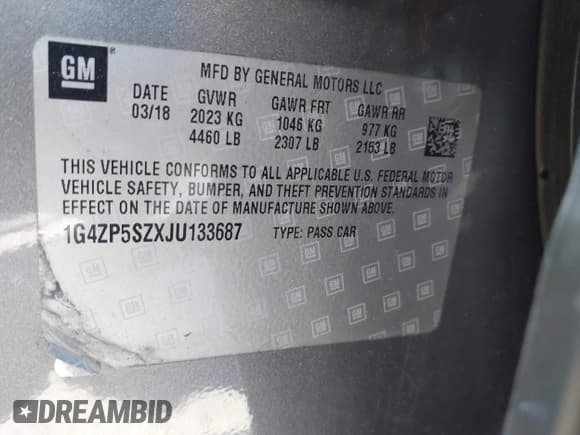 GM
MFD BY GENERAL MOTORS LLC
DATE GVWR GAWR FRT GAWR RR
03/18 2023 KG 1046 KG 977 KG
4460 LB 2307 LB 2153 LB
THIS VEHICLE CONFORMS TO ALL APPLICABLE U.S. FEDERAL MOTOR
VEHICLE SAFETY, BUMPER, AND THEFT PREVENTION STANDARDS IN
EFFECT ON THE DATE OF MANUFACTURE SHOWN ABOVE.
1G4ZP5SZXJU133687 TYPE: PASS CAR
DREAMBID